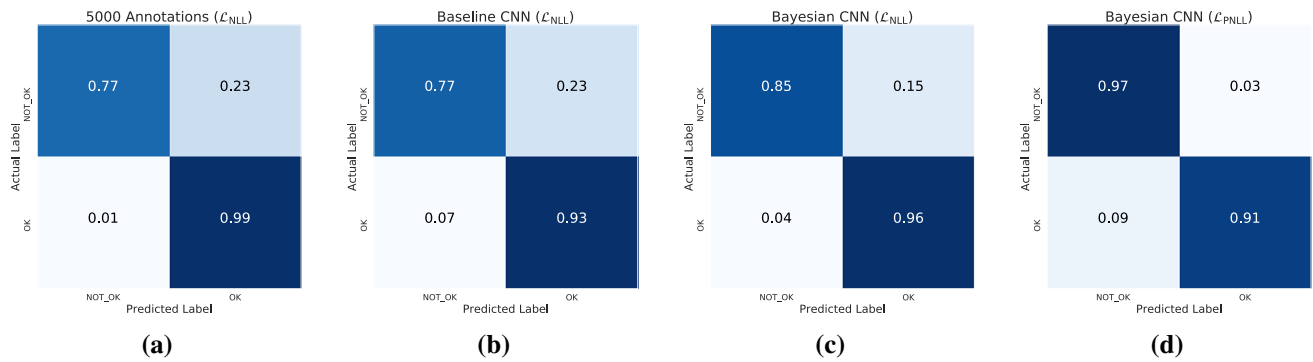 5000 Annotations (ℒNLL)
Actual Label
NOT_OK
OK
0.77
0.23
0.01
0.99
NOT_OK
OK
Predicted Label
(a)
Baseline CNN (ℒNLL)
Actual Label
NOT_OK
OK
0.77
0.23
0.07
0.93
NOT_OK
OK
Predicted Label
(b)
Bayesian CNN (ℒNLL)
Actual Label
NOT_OK
OK
0.85
0.15
0.04
0.96
NOT_OK
OK
Predicted Label
(c)
Bayesian CNN (ℒPNLL)
Actual Label
NOT_OK
OK
0.97
0.03
0.09
0.91
NOT_OK
OK
Predicted Label
(d)